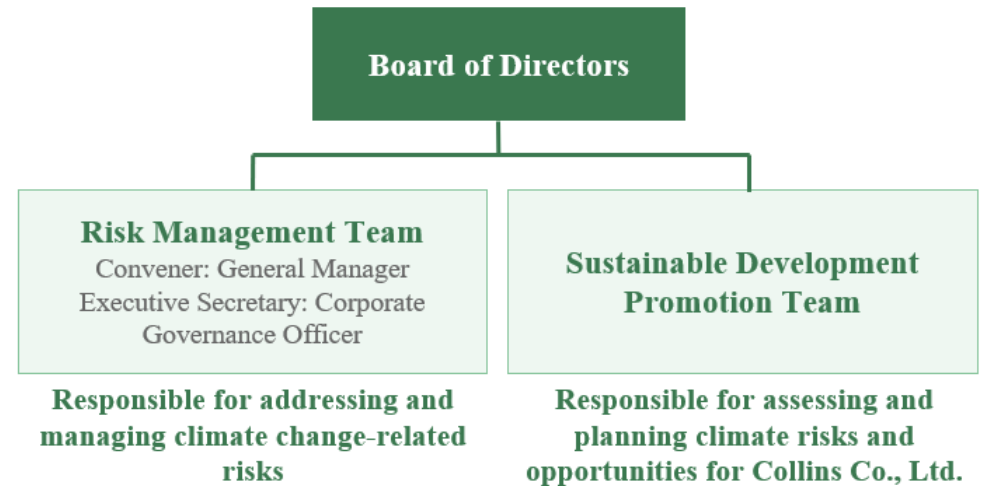 Board of Directors
Risk Management Team
Convener: General Manager
Executive Secretary: Corporate
Governance Officer
Sustainable Development
Promotion Team
Responsible for addressing and
managing climate change-related
risks
Responsible for assessing and
planning climate risks and
opportunities for Collins Co., Ltd.